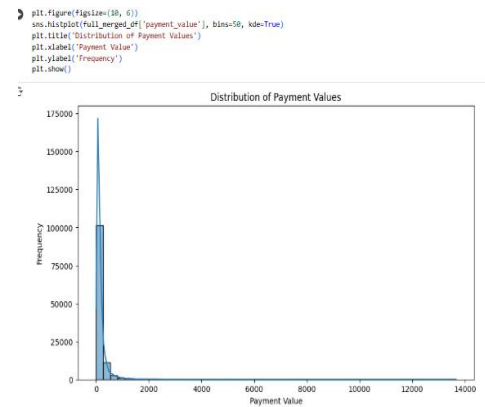 plt.figure(figsize=(10, 6))
sns.histplot(full_merged_df['payment_value'], bins=50, kde=True)
plt.title('Distribution of Payment Values')
plt.xlabel('Payment Value')
plt.ylabel('Frequency')
plt.show()
Distribution of Payment Values
175000
150000
125000
100000
75000
50000
25000
0
Frequency
0 2000 4000 6000 8000 10000 12000 14000
Payment Value